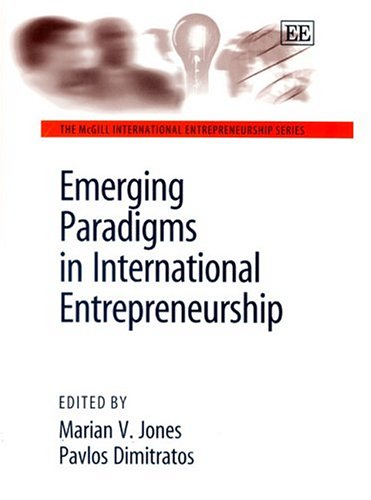 EE
THE McGILL INTERNATIONAL ENTREPRENEURSHIP SERIES
Emerging
Paradigms
in International
Entrepreneurship
EDITED BY
Marian V. Jones
Pavlos Dimitratos